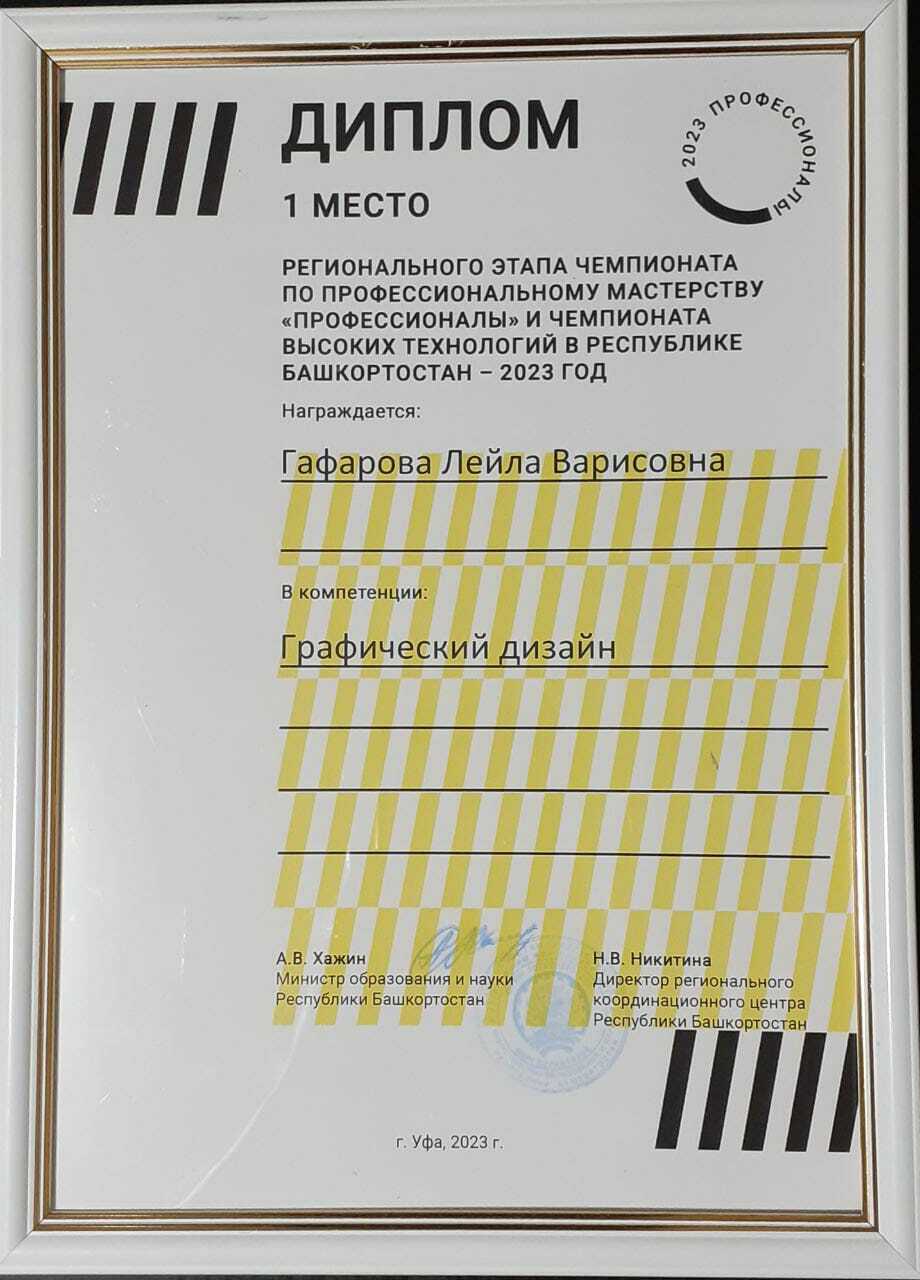 ДИПЛОМ
2023 ПРОФЕССИОНАЛЫ
1 МЕСТО
РЕГИОНАЛЬНОГО ЭТАПА ЧЕМПИОНАТА
ПО ПРОФЕССИОНАЛЬНОМУ МАСТЕРСТВУ
«ПРОФЕССИОНАЛЫ» И ЧЕМПИОНАТА
ВЫСОКИХ ТЕХНОЛОГИЙ В РЕСПУБЛИКЕ
БАШКОРТОСТАН – 2023 ГОД
Награждается:
Гафарова Лейла Варисовна
В компетенции:
Графический дизайн
А.В. Хажин
Министр образования и науки
Республики Башкортостан
Н.В. Никитина
Директор регионального
координационного центра
Республики Башкортостан
г. Уфа, 2023 г.